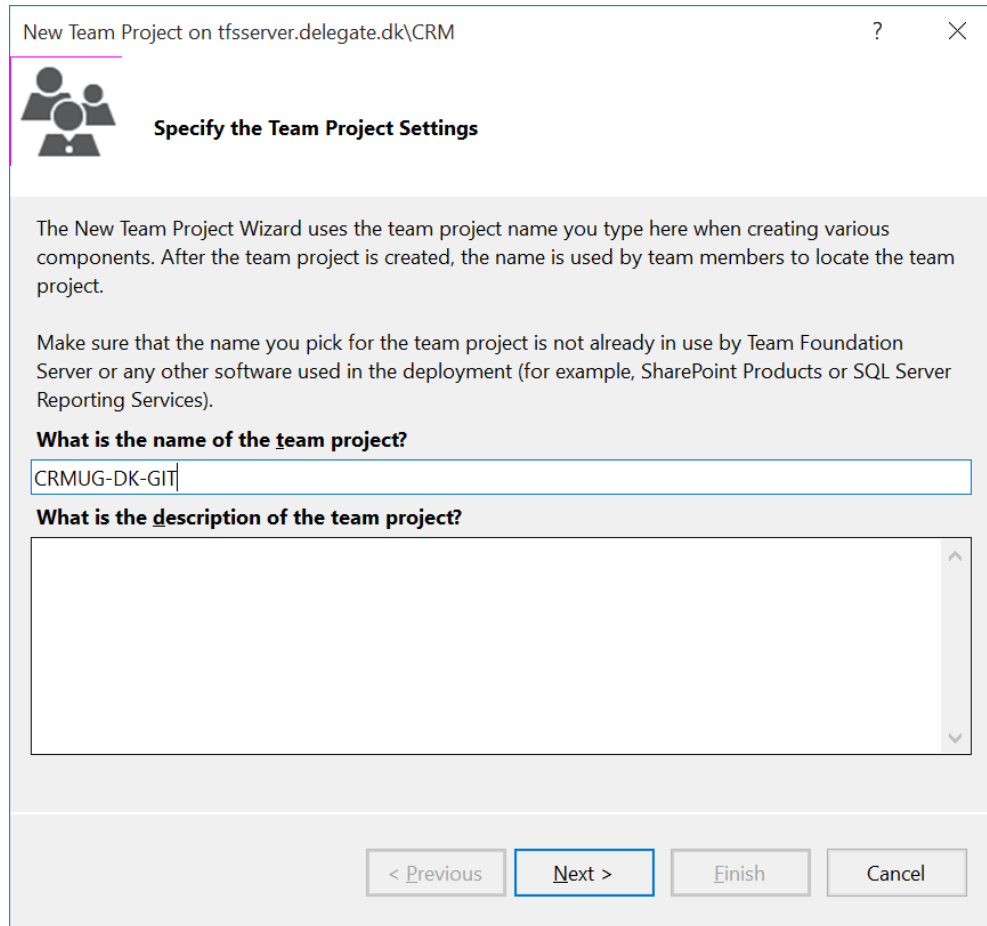 New Team Project on tfsserver.delegate.dk\CRM
?
Specify the Team Project Settings
The New Team Project Wizard uses the team project name you type here when creating various
components. After the team project is created, the name is used by team members to locate the team
project.
Make sure that the name you pick for the team project is not already in use by Team Foundation
Server or any other software used in the deployment (for example, SharePoint Products or SQL Server
Reporting Services).
What is the name of the team project?
CRMUG-DK-GIT
What is the description of the team project?
< Previous
Next >
Finish
Cancel